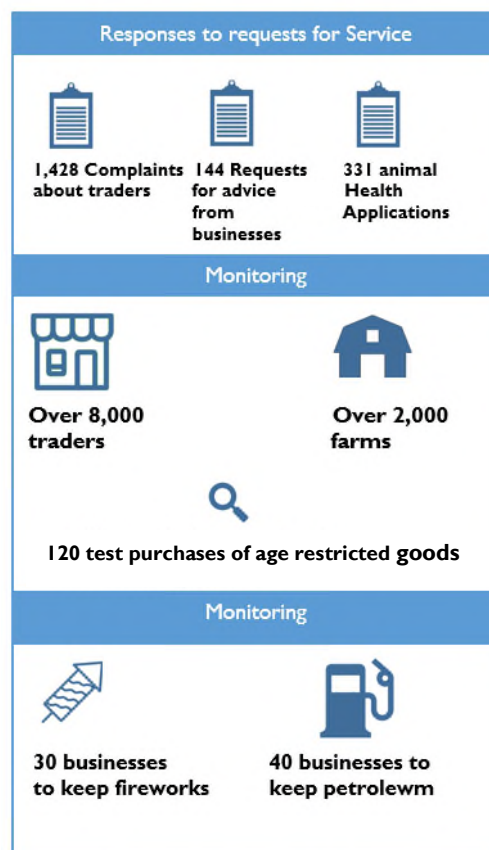 Responses to requests for Service
1,428 Complaints
about traders
144 Requests
for advice
from
businesses
331 animal
Health
Applications
Monitoring
Over 8,000
traders
Over 2,000
farms
120 test purchases of age restricted goods
Monitoring
30 businesses
to keep fireworks
40 businesses to
keep petrolewm